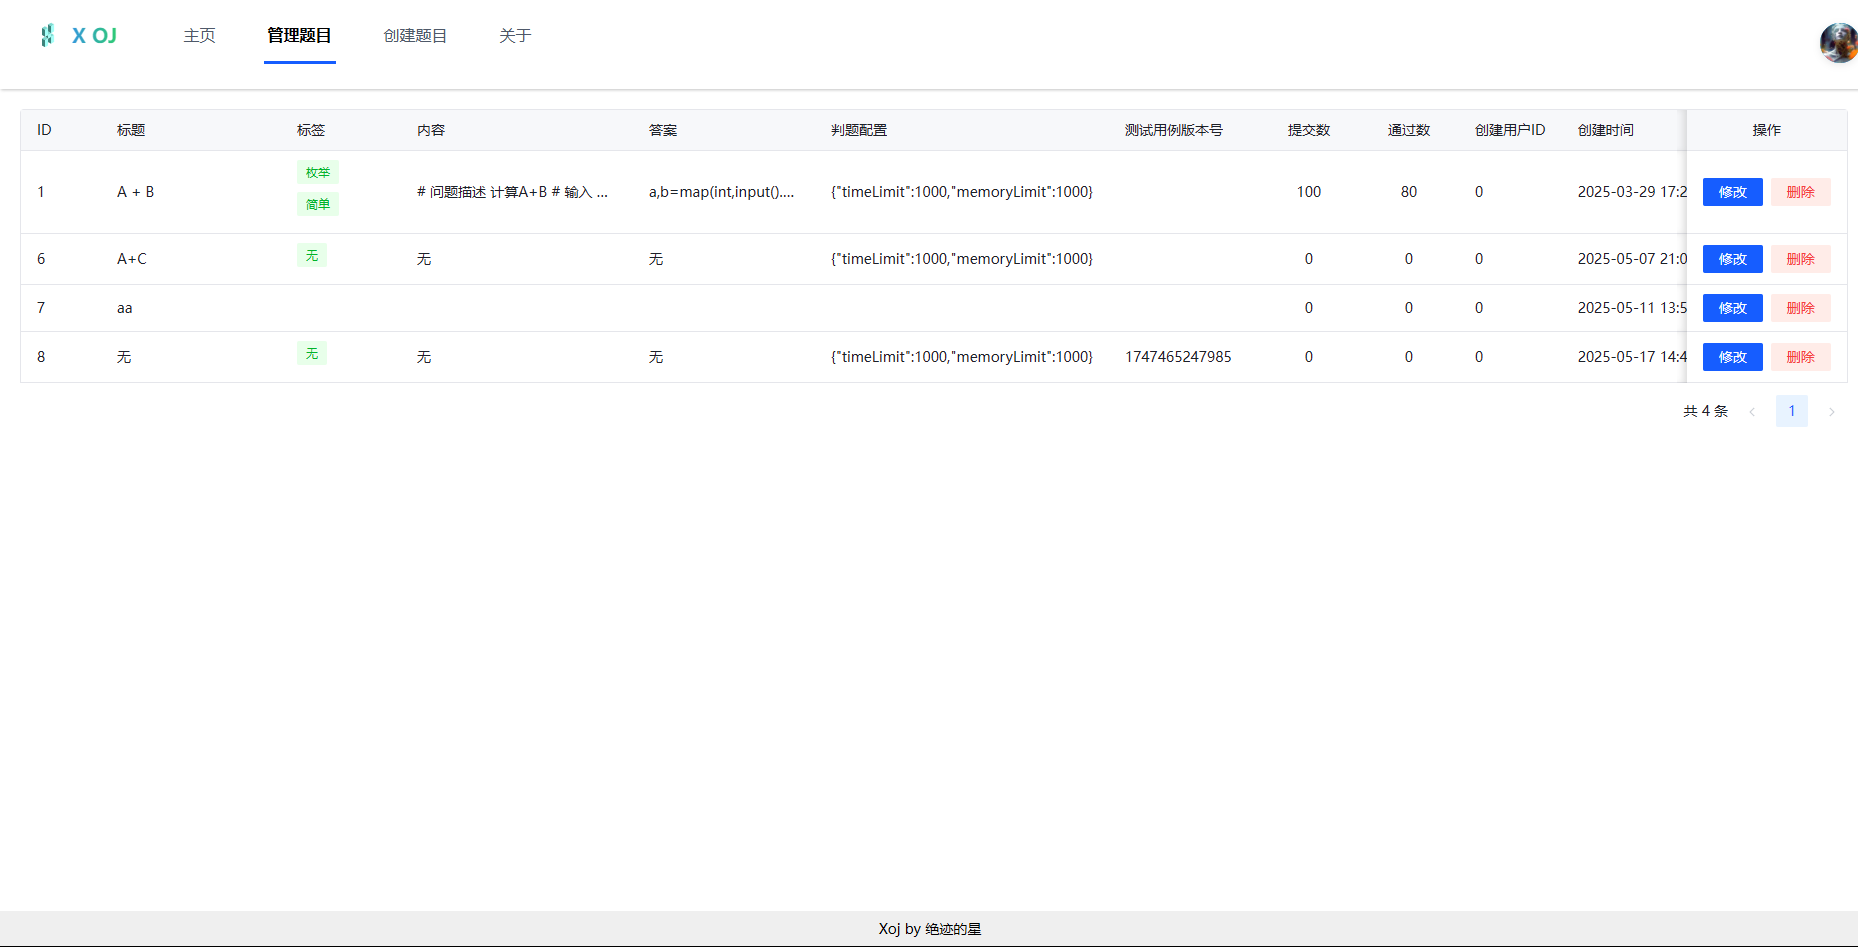 X OJ 主页 管理题目 创建题目 关于
ID 标题 标签 内容 答案 判题配置 测试用例版本号 提交数 通过数 创建用户ID 创建时间 操作
1 A + B 枚举 简单 # 问题描述 计算A+B # 输入 ... a,b=map(int,input().... {"timeLimit":1000,"memoryLimit":1000} 100 80 0 2025-03-29 17:2 修改 删除
6 A+C 无 无 无 {"timeLimit":1000,"memoryLimit":1000} 0 0 0 2025-05-07 21:0 修改 删除
7 aa 0 0 0 2025-05-11 13:5 修改 删除
8 无 无 无 无 {"timeLimit":1000,"memoryLimit":1000} 1747465247985 0 0 0 2025-05-17 14:4 修改 删除
共 4 条 1
Xoj by 绝迹的星